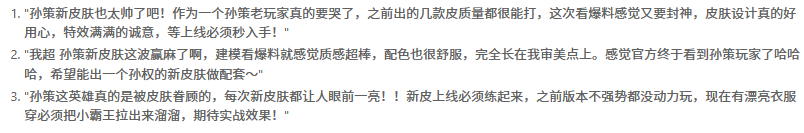 1. "孙策新皮肤也太帅了吧！作为一个孙策老玩家真的要哭了，之前出的几款皮肤质量都很能打，这次看爆料感觉又要封神，皮肤设计真的好
用心，特效满满的诚意，等上线必须秒入手！"
2. "我超 孙策新皮肤这波赢麻了啊，建模看爆料就感觉质感超棒，配色也很舒服，完全长在我审美点上。感觉官方终于看到孙策玩家了哈哈
哈，希望能出一个孙权的新皮肤做配套～"
3. "孙策这英雄真的是被皮肤眷顾的，每次新皮肤都让人眼前一亮！！新皮上线必须练起来，之前版本不强势都没动力玩，现在有漂亮衣服
穿必须把小霸王拉出来溜溜，期待实战效果！"